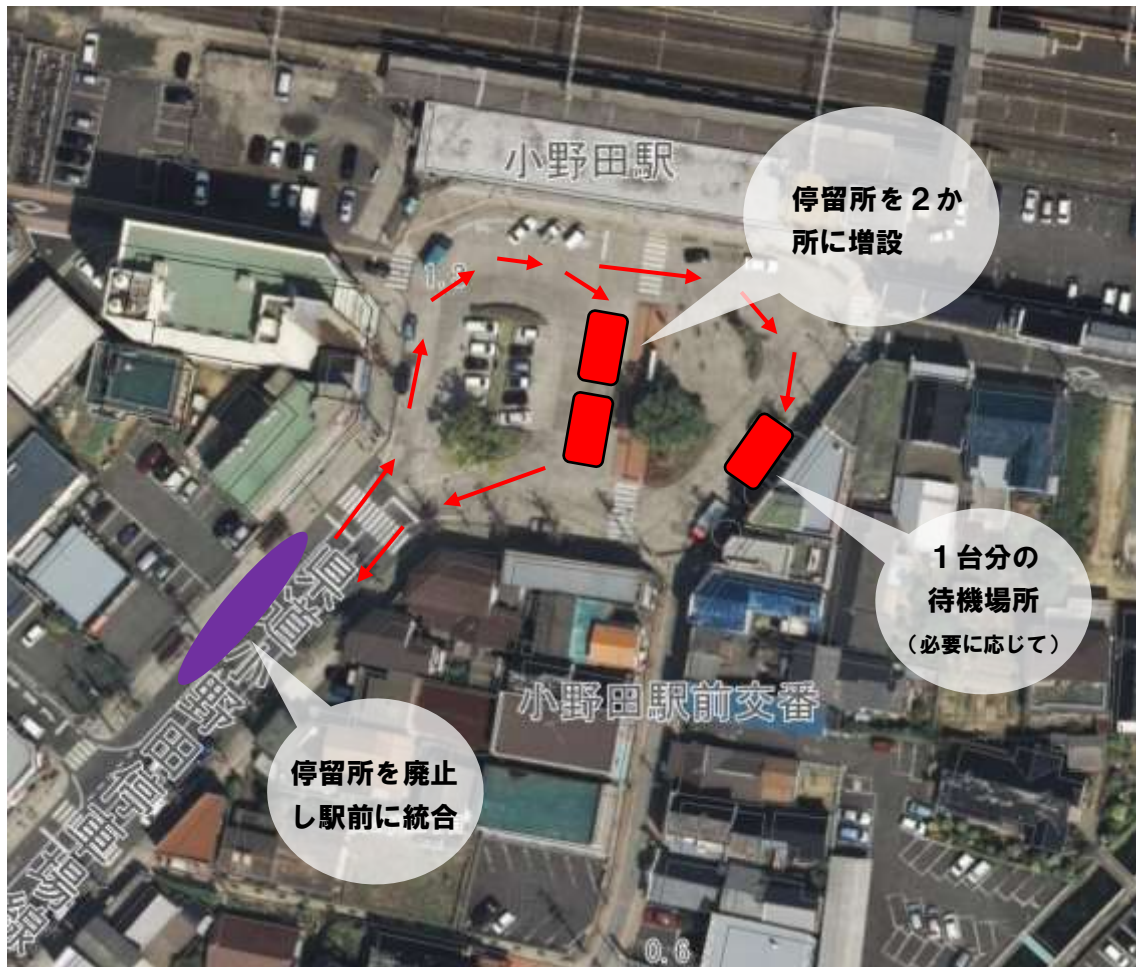 小野田駅
停留所を２か
所に増設
１台分の
待機場所
（必要に応じて）
小野田駅前交番
停留所を廃止
し駅前に統合
0.6